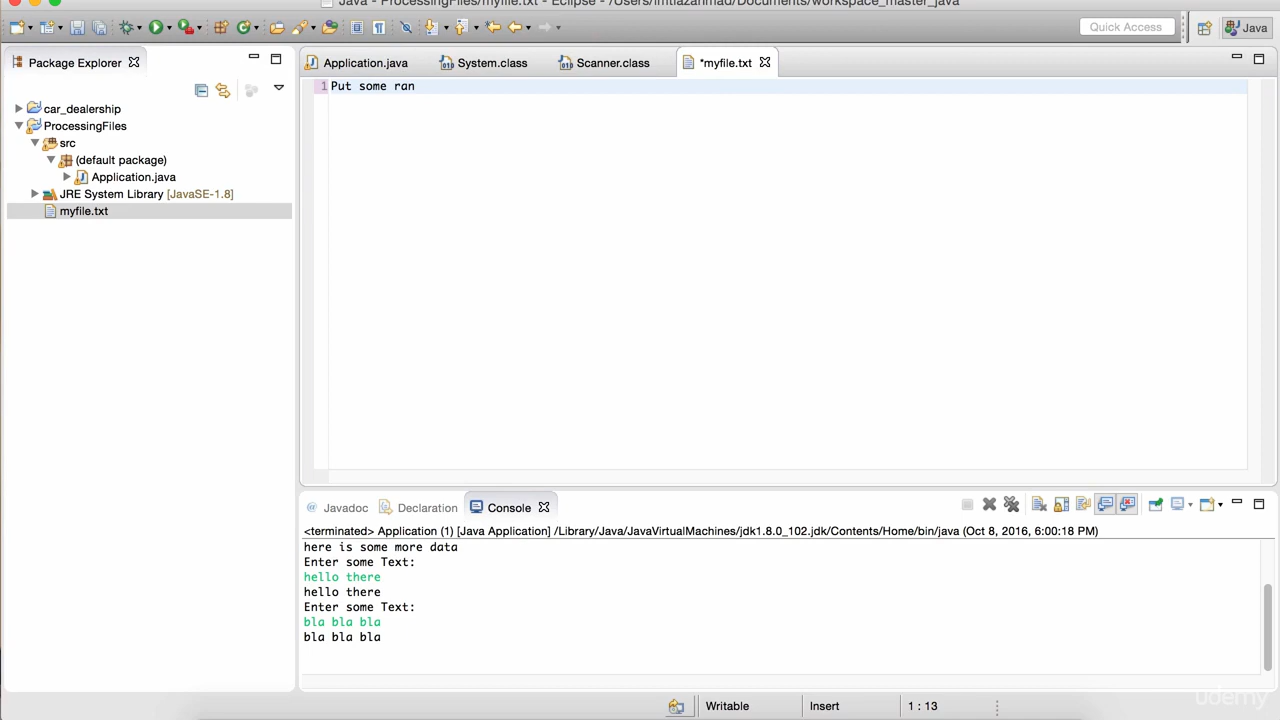 Java - ProcessingFiles/myfile.txt - Eclipse - /Users/imtiazahmad/Documents/workspace_master_java
Quick Access
Java
Package Explorer
Application.java
System.class
Scanner.class
*myfile.txt
car_dealership
ProcessingFiles
src
(default package)
Application.java
JRE System Library [JavaSE-1.8]
myfile.txt
1 Put some ran
@ Javadoc
Declaration
Console
<terminated> Application (1) [Java Application] /Library/Java/JavaVirtualMachines/jdk1.8.0_102.jdk/Contents/Home/bin/java (Oct 8, 2016, 6:00:18 PM)
here is some more data
Enter some Text:
hello there
hello there
Enter some Text:
bla bla bla
bla bla bla
Writable
Insert
1 : 13
udemy